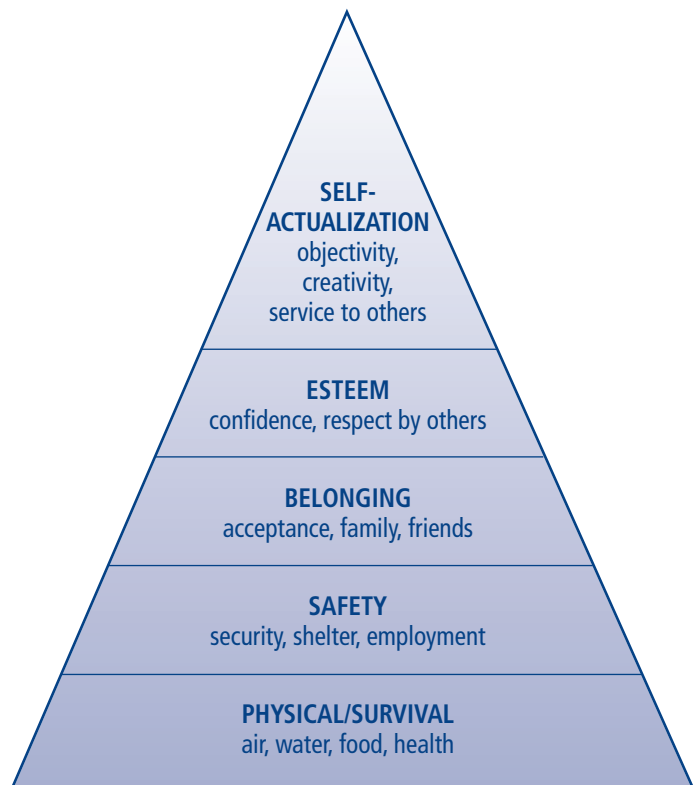 SELF-
ACTUALIZATION
objectivity,
creativity,
service to others
ESTEEM
confidence, respect by others
BELONGING
acceptance, family, friends
SAFETY
security, shelter, employment
PHYSICAL/SURVIVAL
air, water, food, health